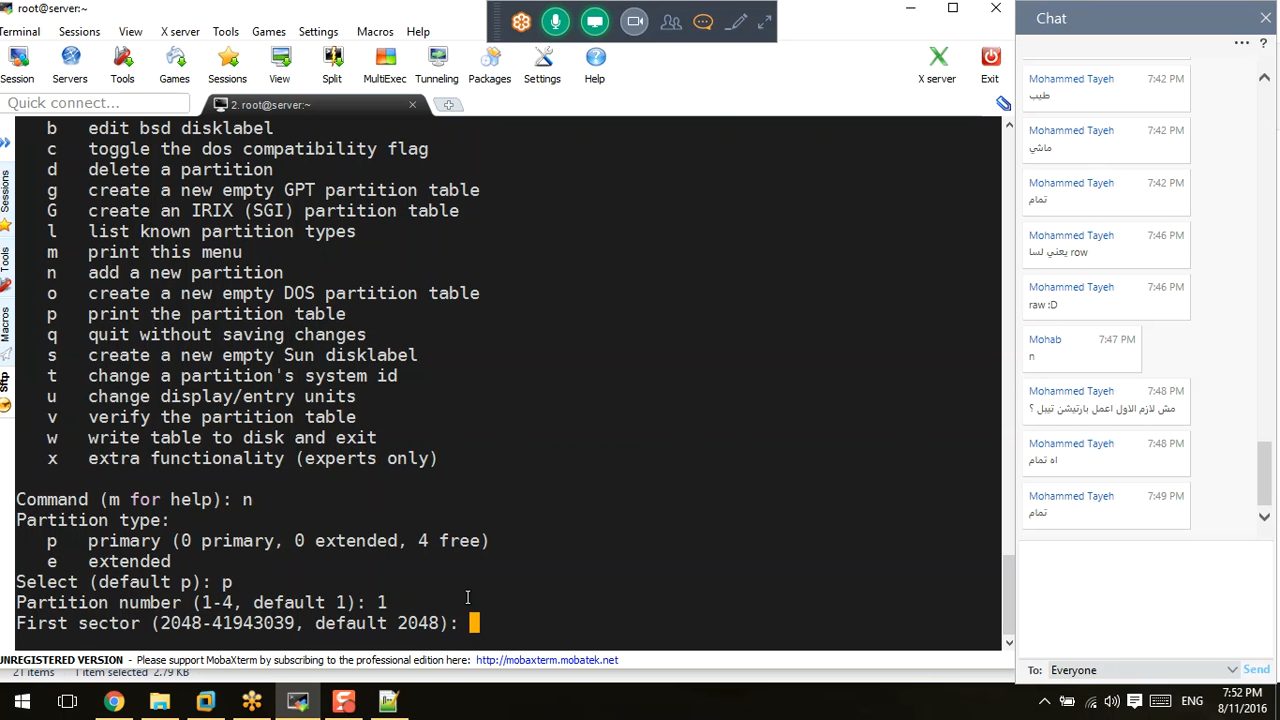 root@server:~
Terminal Sessions View X server Tools Games Settings Macros Help
Session Servers Tools Games Sessions View Split MultiExec Tunneling Packages Settings Help X server Exit
Quick connect...
2. root@server:~
Sessions
Tools
Macros
Sftp
b edit bsd disklabel
c toggle the dos compatibility flag
d delete a partition
g create a new empty GPT partition table
G create an IRIX (SGI) partition table
l list known partition types
m print this menu
n add a new partition
o create a new empty DOS partition table
p print the partition table
q quit without saving changes
s create a new empty Sun disklabel
t change a partition's system id
u change display/entry units
v verify the partition table
w write table to disk and exit
x extra functionality (experts only)
Command (m for help): n
Partition type:
p primary (0 primary, 0 extended, 4 free)
e extended
Select (default p): p
Partition number (1-4, default 1): 1
First sector (2048-41943039, default 2048):
UNREGISTERED VERSION - Please support MobaXterm by subscribing to the professional edition here: http://mobaxterm.mobatek.net
21 items 1 item selected 2.79 KB
Chat
Mohammed Tayeh 7:42 PM
طيب
Mohammed Tayeh 7:42 PM
ماشي
Mohammed Tayeh 7:42 PM
تمام
Mohammed Tayeh 7:46 PM
يعني لسا row
Mohammed Tayeh 7:46 PM
raw :D
Mohab 7:47 PM
n
Mohammed Tayeh 7:48 PM
مش لازم الاول اعمل بارتيشن تيبل ؟
Mohammed Tayeh 7:48 PM
اه تمام
Mohammed Tayeh 7:49 PM
تمام
To: Everyone Send
ENG
7:52 PM
8/11/2016